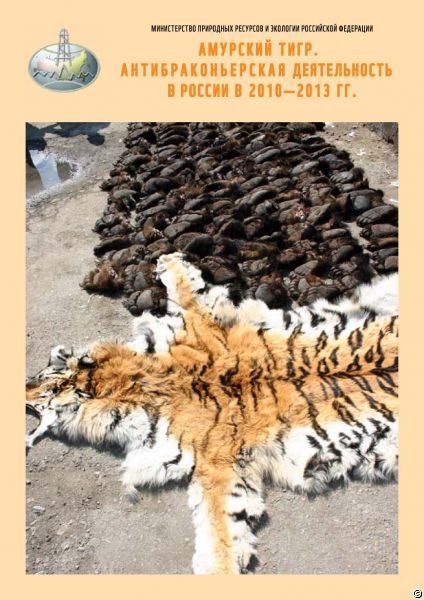 МИНИСТЕРСТВО ПРИРОДНЫХ РЕСУРСОВ И ЭКОЛОГИИ РОССИЙСКОЙ ФЕДЕРАЦИИ
АМУРСКИЙ ТИГР.
АНТИБРАКОНЬЕРСКАЯ ДЕЯТЕЛЬНОСТЬ
В РОССИИ В 2010—2013 ГГ.
©